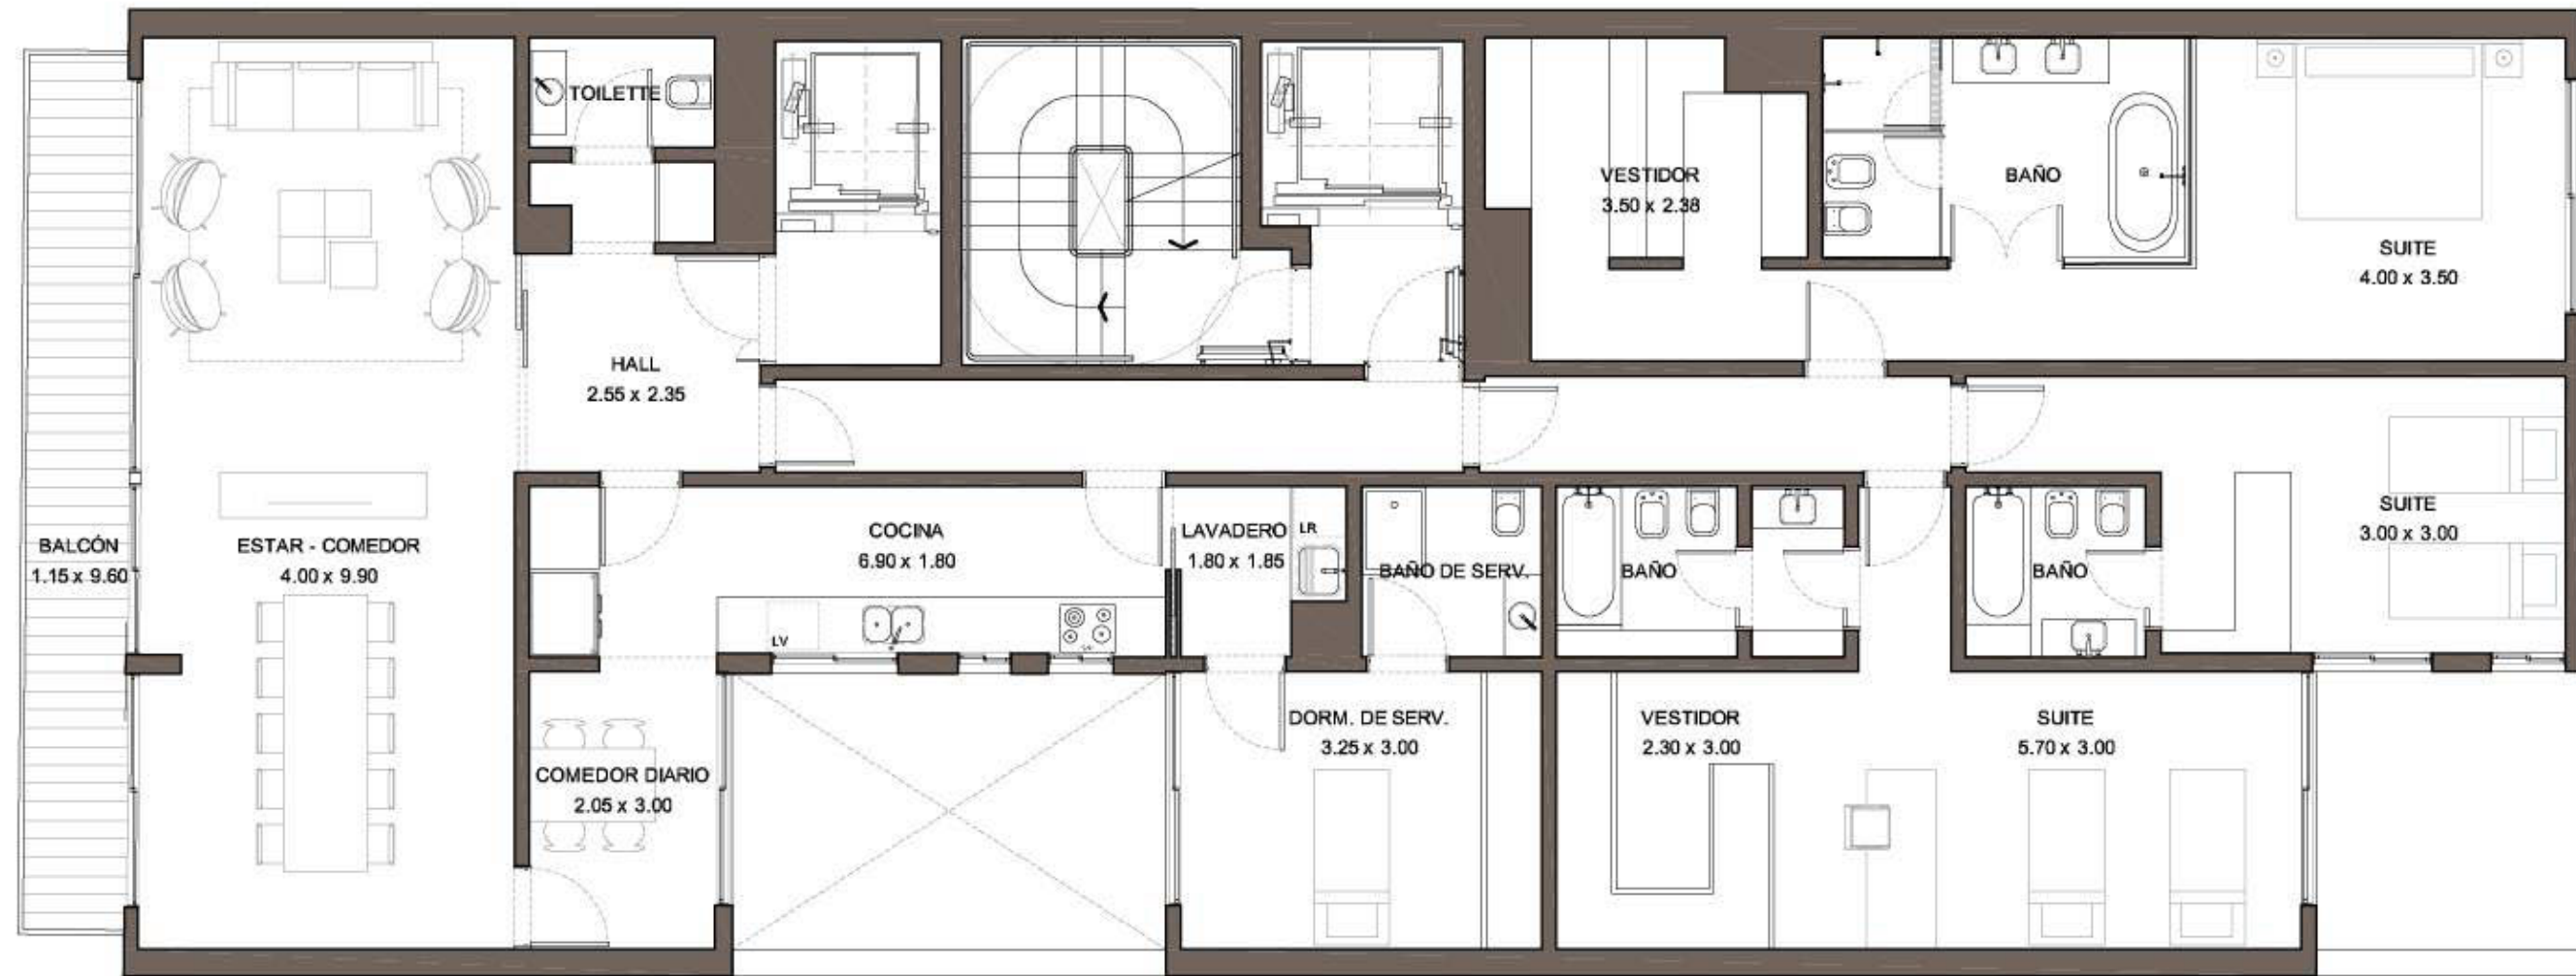 TOILETTE
VESTIDOR
3.50 x 2.38
BAÑO
SUITE
4.00 x 3.50
HALL
2.55 x 2.35
BALCÓN
1.15 x 9.60
ESTAR - COMEDOR
4.00 x 9.90
COCINA
6.90 x 1.80
LV
LAVADERO
1.80 x 1.85
LR
BAÑO DE SERV.
BAÑO
BAÑO
SUITE
3.00 x 3.00
COMEDOR DIARIO
2.05 x 3.00
DORM. DE SERV.
3.25 x 3.00
VESTIDOR
2.30 x 3.00
SUITE
5.70 x 3.00